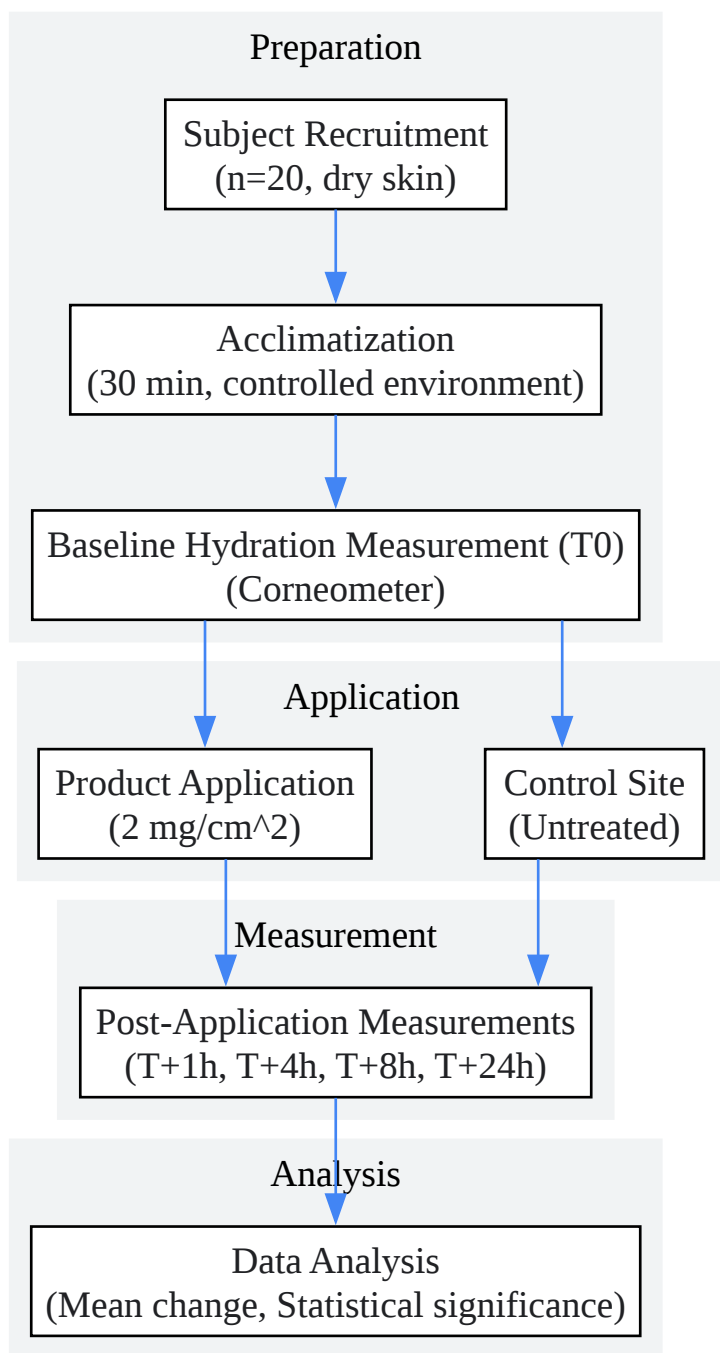 Preparation
Subject Recruitment
(n=20, dry skin)
Acclimatization
(30 min, controlled environment)
Baseline Hydration Measurement (T0)
(Corneometer)
Application
Product Application
(2 mg/cm^2)
Control Site
(Untreated)
Measurement
Post-Application Measurements
(T+1h, T+4h, T+8h, T+24h)
Analysis
Data Analysis
(Mean change, Statistical significance)